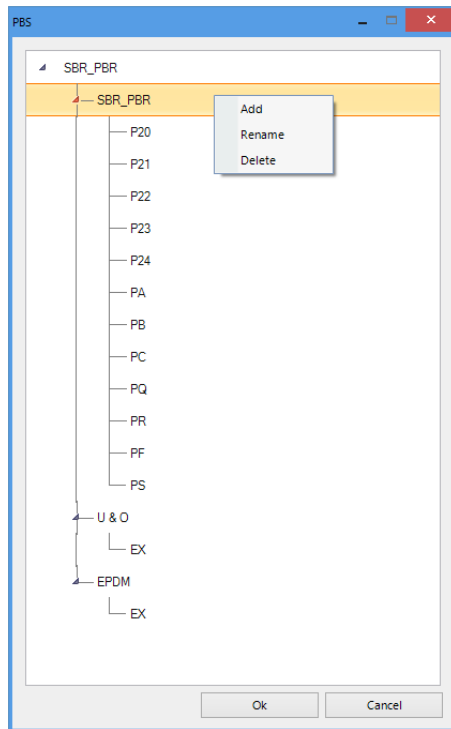 PBS
SBR_PBR
SBR_PBR
Add
P20
Rename
Delete
P21
P22
P23
P24
PA
PB
PC
PQ
PR
PF
PS
U & O
EX
EPDM
EX
Ok Cancel